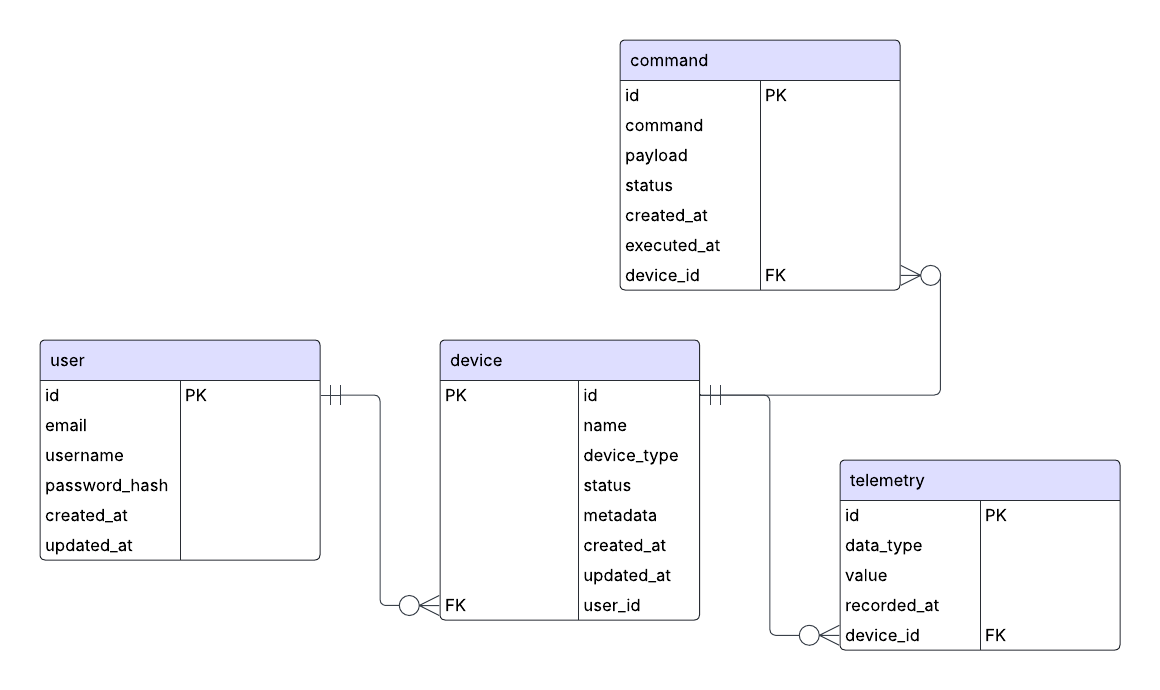 command
id PK
command
payload
status
created_at
executed_at
device_id FK
user
id PK
email
username
password_hash
created_at
updated_at
device
PK id
name
device_type
status
metadata
created_at
updated_at
FK user_id
telemetry
id PK
data_type
value
recorded_at
device_id FK